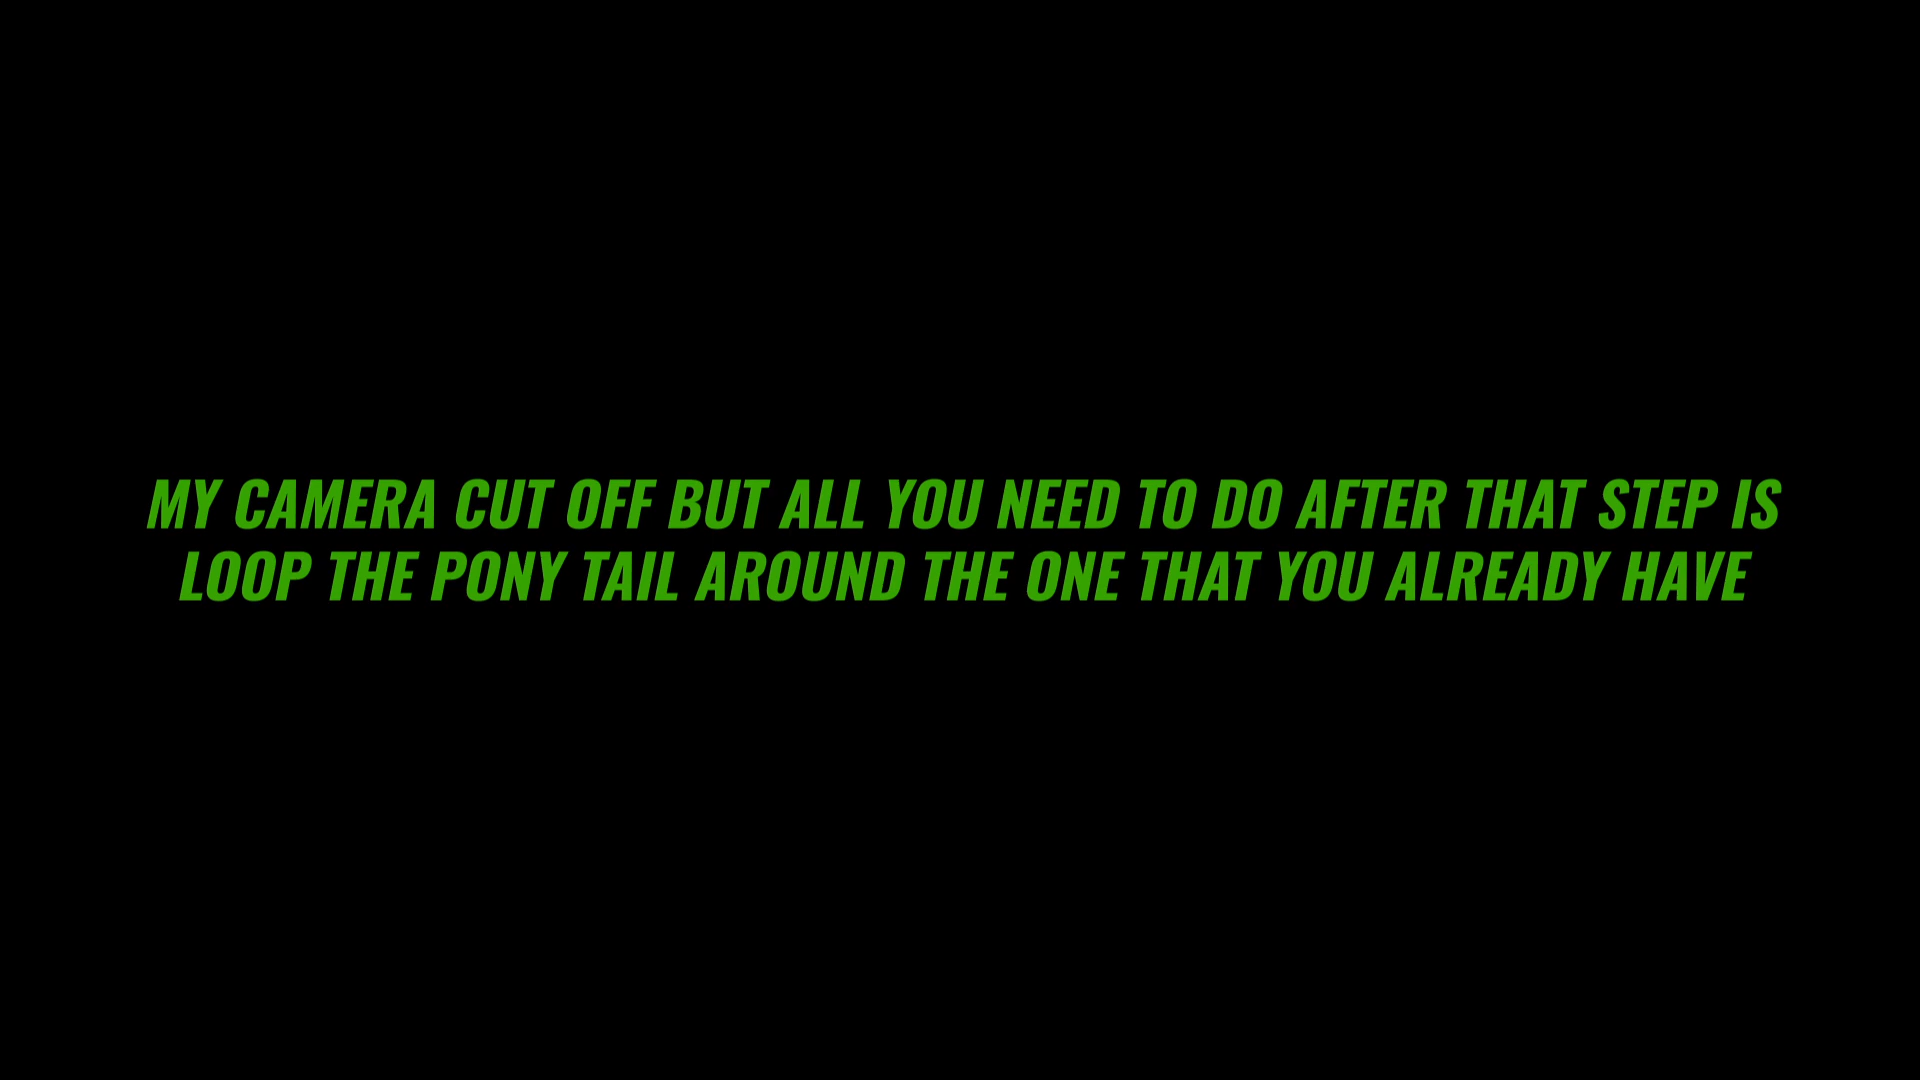 MY CAMERA CUT OFF BUT ALL YOU NEED TO DO AFTER THAT STEP IS
LOOP THE PONY TAIL AROUND THE ONE THAT YOU ALREADY HAVE